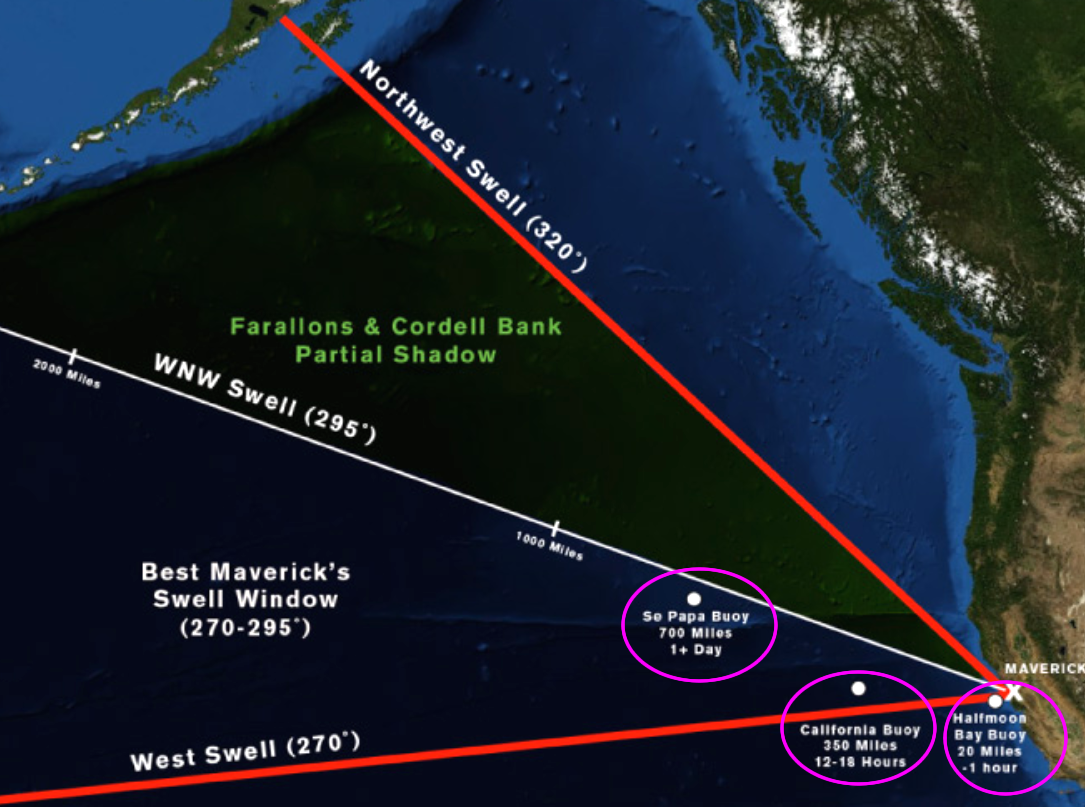 Northwest Swell (320°)
Farallons & Cordell Bank
Partial Shadow
2000 Miles
WNW Swell (295°)
1000 Miles
Best Maverick's
Swell Window
(270-295°)
Se Papa Buoy
700 Miles
1+ Day
MAVERICK
California Buoy
350 Miles
12-18 Hours
Halfmoon
Bay Buoy
20 Miles
-1 hour
West Swell (270°)